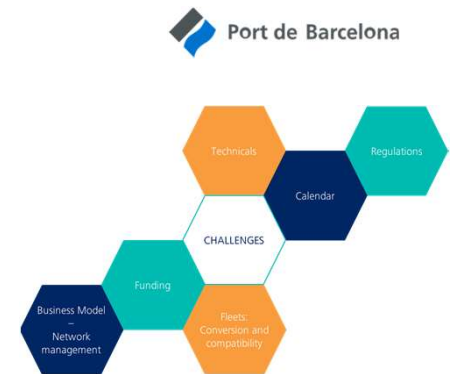 Port de Barcelona
Technicals
Regulations
Calendar
CHALLENGES
Funding
Business Model
–
Network
management
Fleets:
Conversion and
compatibility